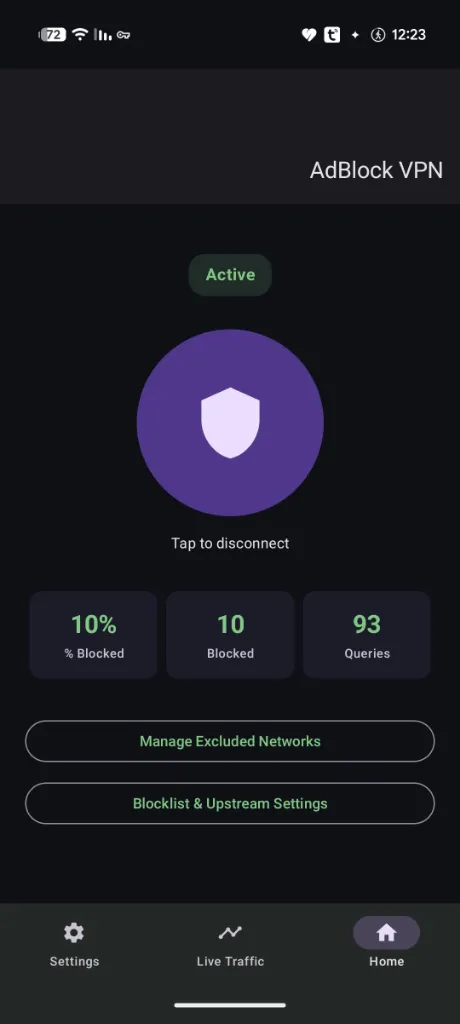 72
12:23
AdBlock VPN
Active
Tap to disconnect
10%
% Blocked
10
Blocked
93
Queries
Manage Excluded Networks
Blocklist & Upstream Settings
Settings
Live Traffic
Home